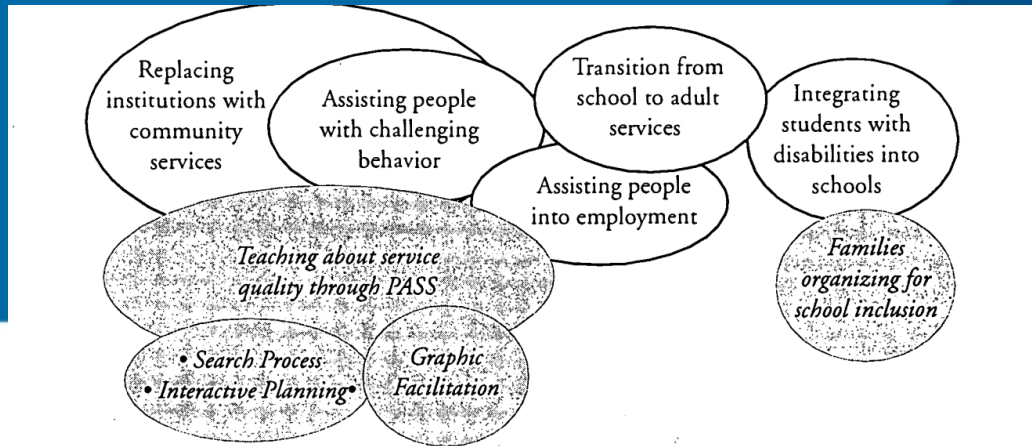 Replacing
institutions with
community
services
Assisting people
with challenging
behavior
Transition from
school to adult
services
Integrating
students with
disabilities into
schools
Assisting people
into employment
Teaching about service
quality through PASS
Families
organizing for
school inclusion
• Search Process
• Interactive Planning•
Graphic
Facilitation